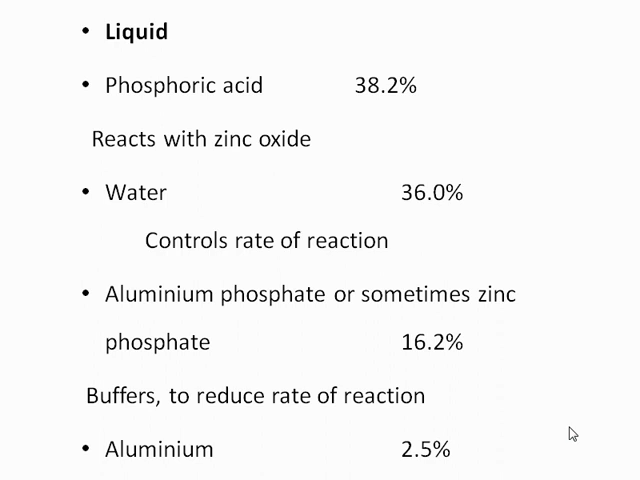 • Liquid
• Phosphoric acid 38.2%
Reacts with zinc oxide
• Water 36.0%
Controls rate of reaction
• Aluminium phosphate or sometimes zinc
phosphate 16.2%
Buffers, to reduce rate of reaction
• Aluminium 2.5%